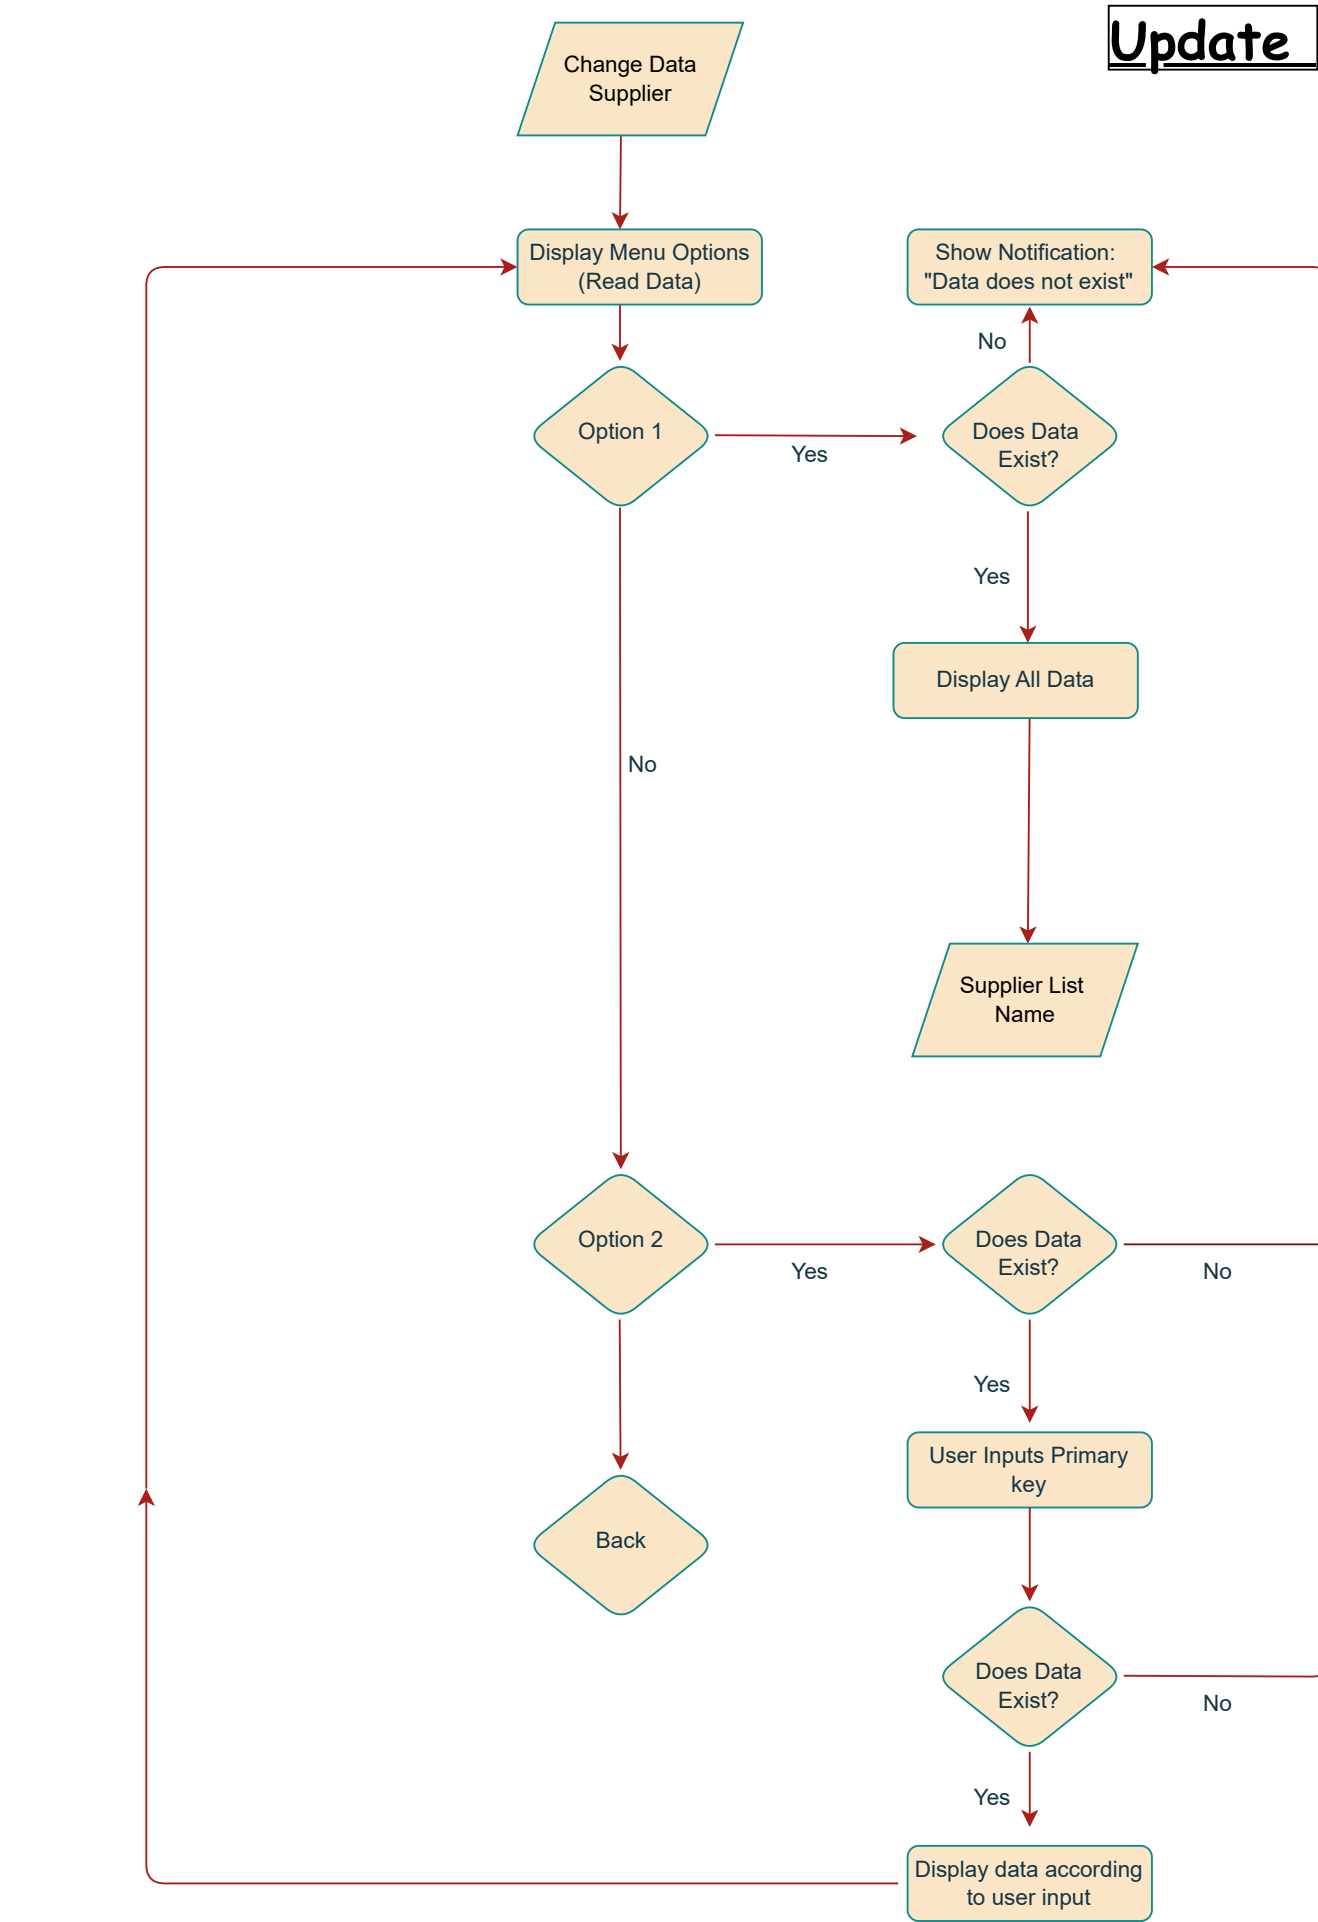 Update
Change Data
Supplier
Display Menu Options
(Read Data)
Show Notification:
"Data does not exist"
No
Option 1
Yes
Does Data
Exist?
Yes
Display All Data
No
Supplier List
Name
Option 2
Yes
Does Data
Exist?
No
Yes
User Inputs Primary
key
Back
Does Data
Exist?
No
Yes
Display data according
to user input